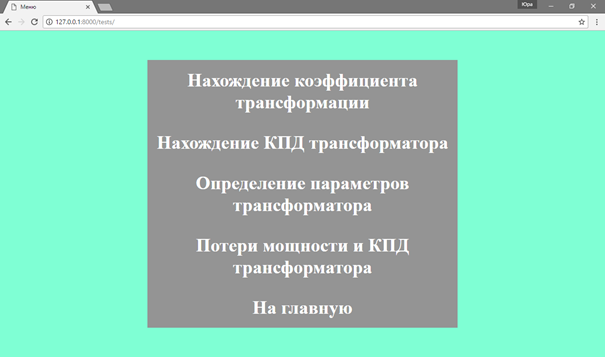 Меню
Юра
127.0.0.1:8000/tests/
Нахождение коэффициента
трансформации
Нахождение КПД трансформатора
Определение параметров
трансформатора
Потери мощности и КПД
трансформатора
На главную